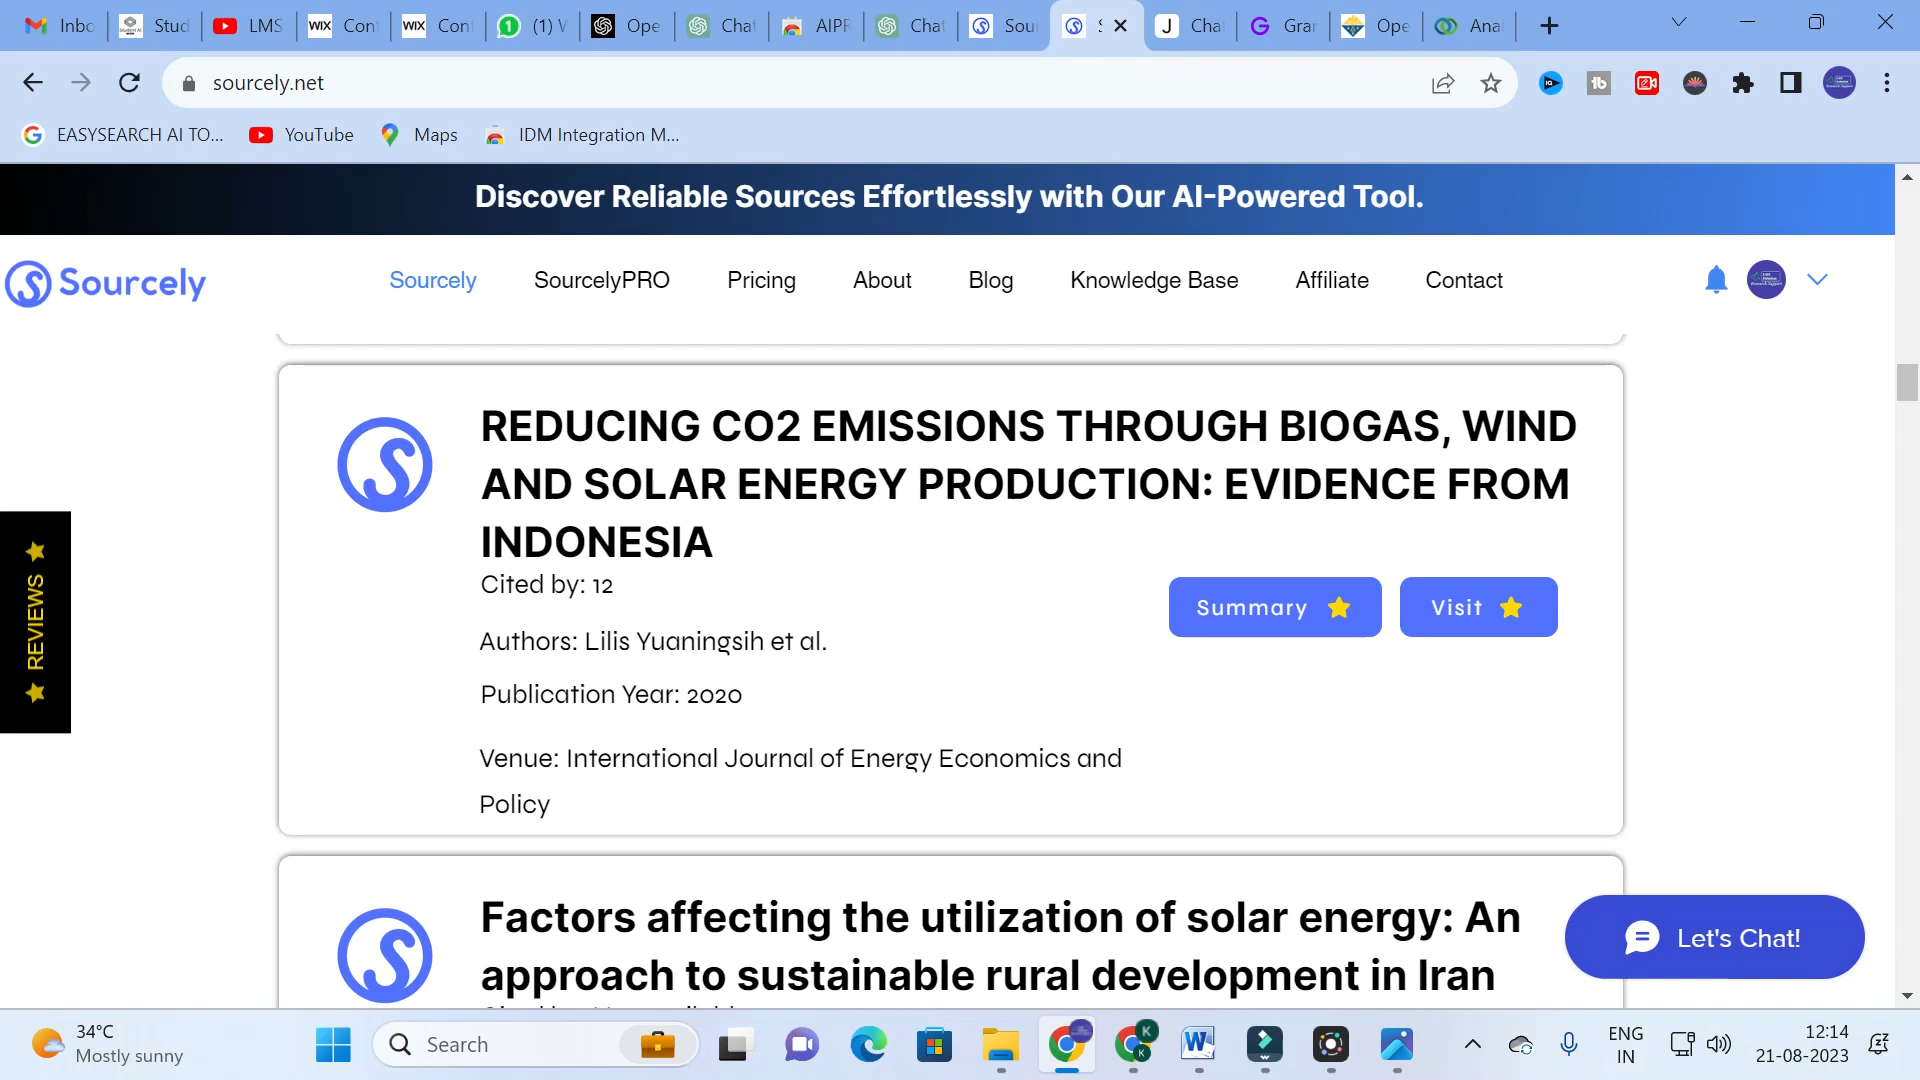 Inbo
Stud
LMS
WIX Con
WIX Con
(1) W
Ope
Chat
AIPR
Chat
Sou
Cha
Gra
Ope
Ana
sourcely.net
EASYSEARCH AI TO...
YouTube
Maps
IDM Integration M...
Discover Reliable Sources Effortlessly with Our AI-Powered Tool.
Sourcely
Sourcely
SourcelyPRO
Pricing
About
Blog
Knowledge Base
Affiliate
Contact
REDUCING CO2 EMISSIONS THROUGH BIOGAS, WIND
AND SOLAR ENERGY PRODUCTION: EVIDENCE FROM
INDONESIA
Cited by: 12
Summary
Visit
Authors: Lilis Yuaningsih et al.
Publication Year: 2020
Venue: International Journal of Energy Economics and
Policy
REVIEWS
Factors affecting the utilization of solar energy: An
approach to sustainable rural development in Iran
Let's Chat!
34°C
Mostly sunny
Search
ENG
IN
12:14
21-08-2023